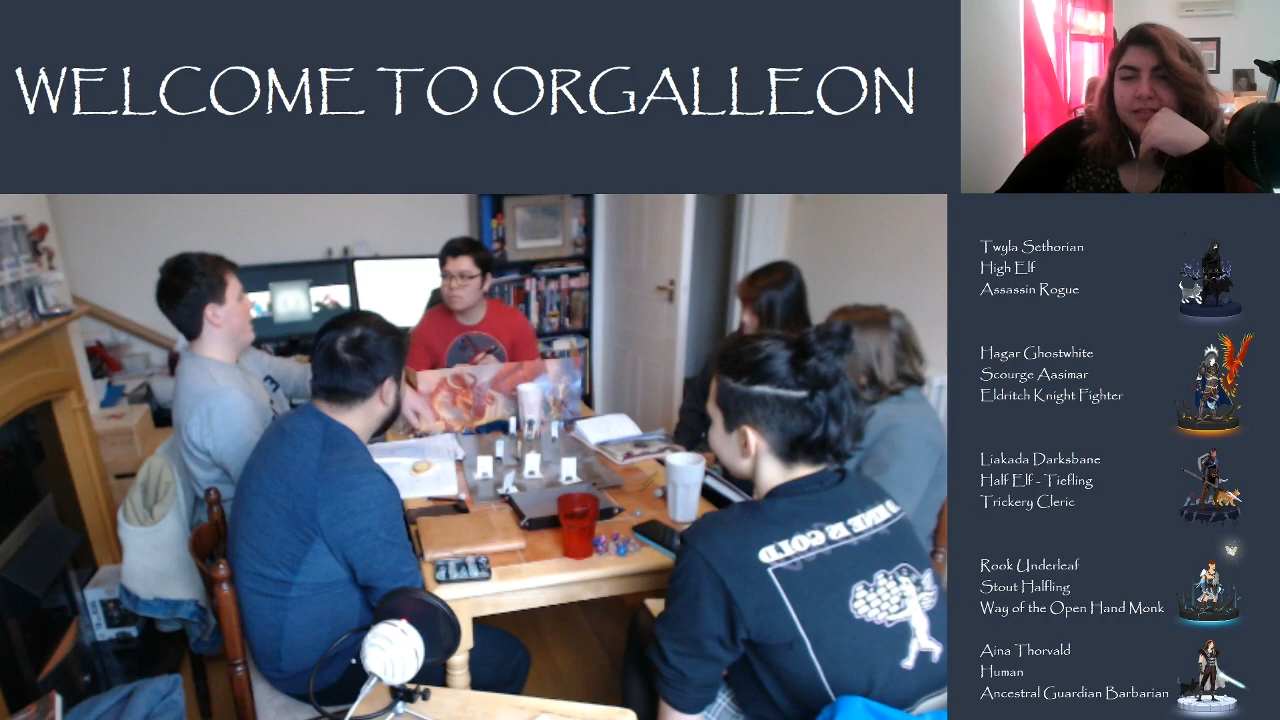 WELCOME TO ORGALLEON
Twyla Sethorian
High Elf
Assassin Rogue
Hagar Ghostwhite
Scourge Aasimar
Eldritch Knight Fighter
Liakada Darksbane
Half Elf - Tiefling
Trickery Cleric
Rook Underleaf
Stout Halfling
Way of the Open Hand Monk
Aina Thorvald
Human
Ancestral Guardian Barbarian